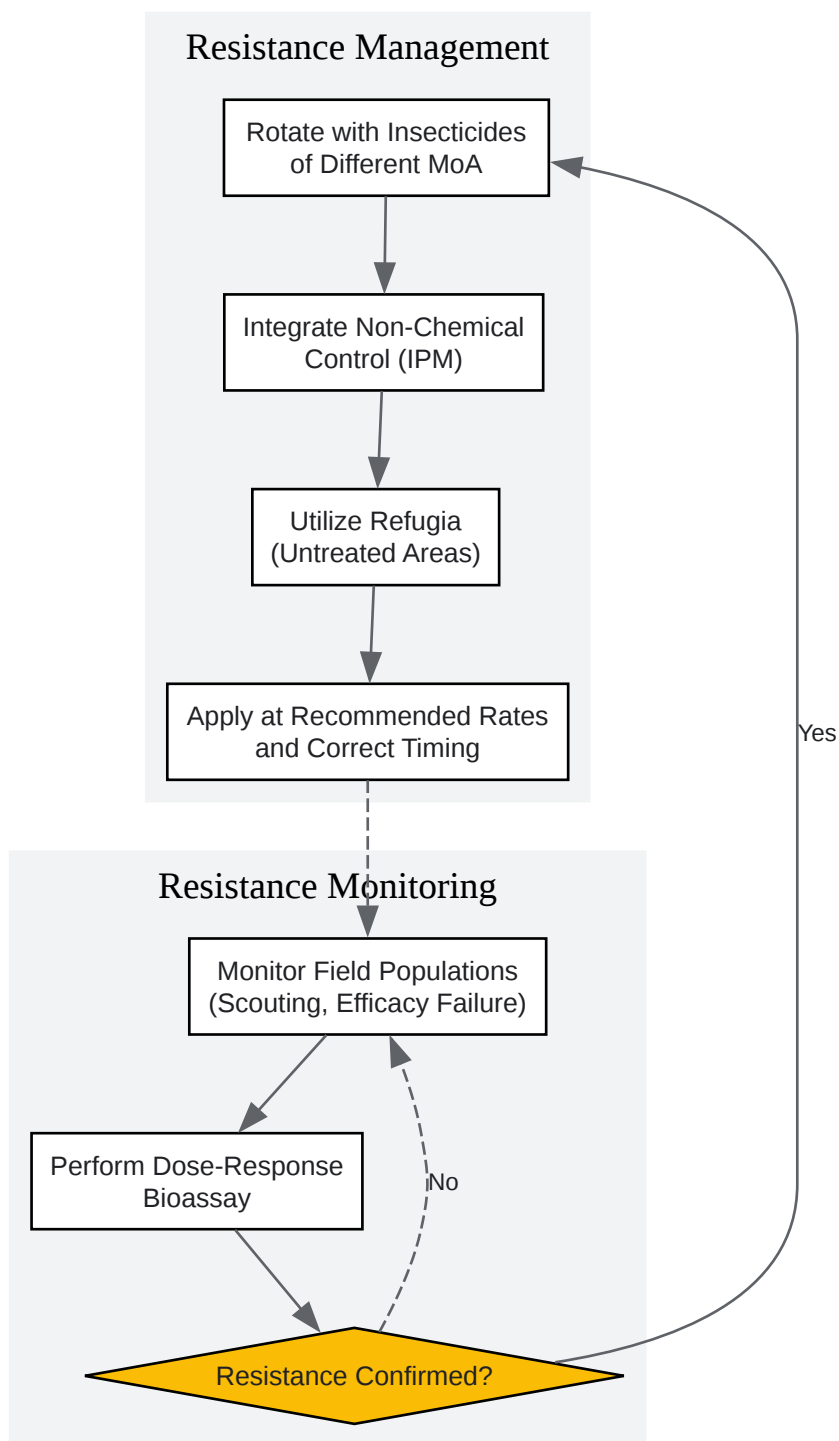 Resistance Management
Rotate with Insecticides
of Different MoA
Integrate Non-Chemical
Control (IPM)
Utilize Refugia
(Untreated Areas)
Apply at Recommended Rates
and Correct Timing
Yes
Resistance Monitoring
Monitor Field Populations
(Scouting, Efficacy Failure)
Perform Dose-Response
Bioassay
No
Resistance Confirmed?